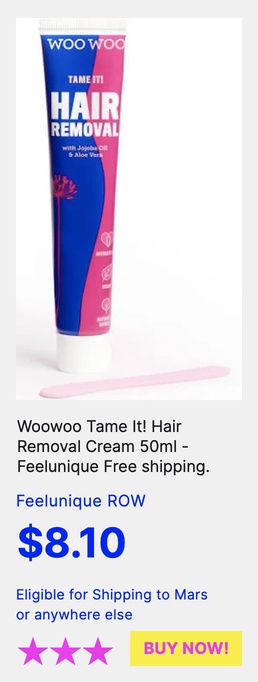 WOO WOO
TAME IT!
HAIR
REMOVAL
with Jojoba Oil
& Aloe Vera
Woowoo Tame It! Hair
Removal Cream 50ml -
Feelunique Free shipping.
Feelunique ROW
$8.10
Eligible for Shipping to Mars
or anywhere else
BUY NOW!